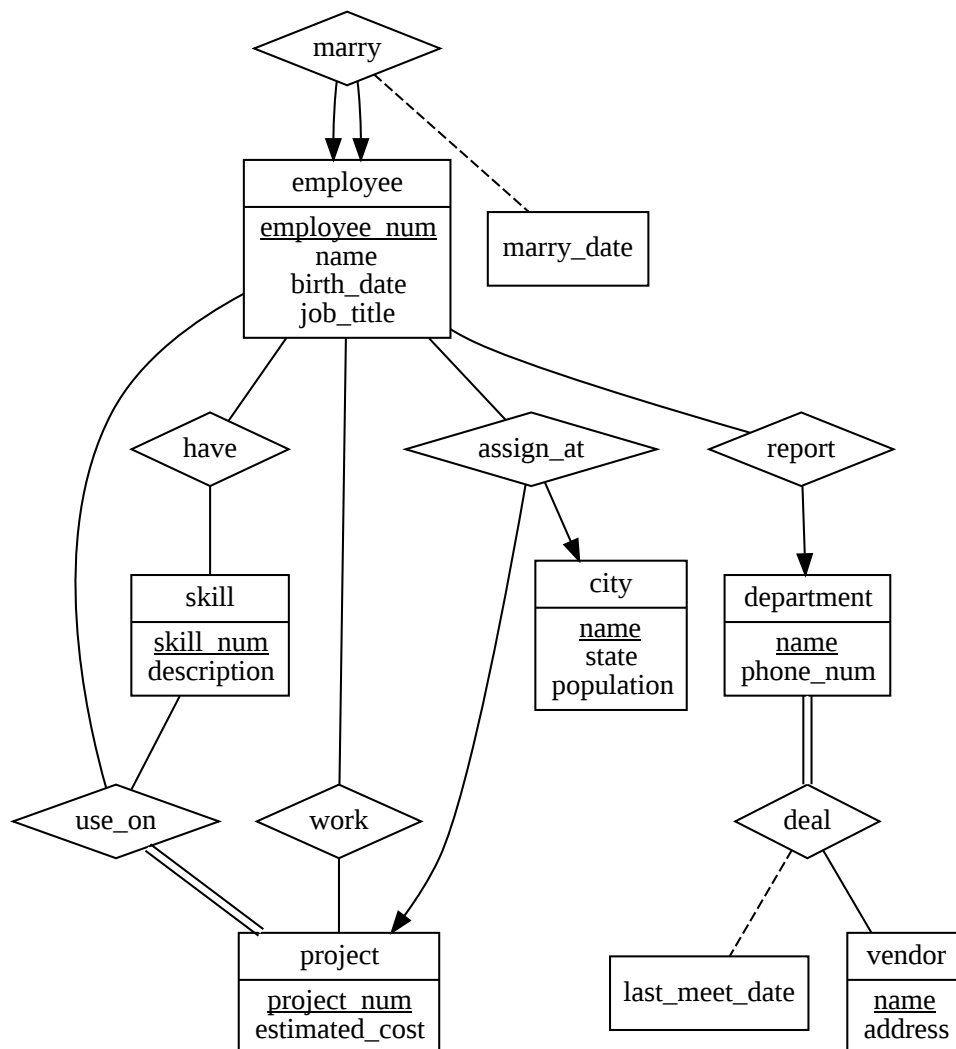 marry
employee
employee_num
name
birth_date
job_title
marry_date
have
assign_at
report
skill
skill_num
description
city
name
state
population
department
name
phone_num
use_on
work
deal
project
project_num
estimated_cost
last_meet_date
vendor
name
address